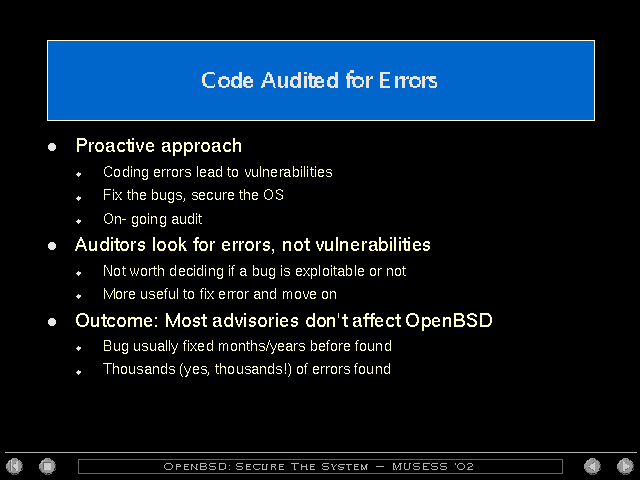 Code Audited for Errors
Proactive approach
Coding errors lead to vulnerabilities
Fix the bugs, secure the OS
On- going audit
Auditors look for errors, not vulnerabilities
Not worth deciding if a bug is exploitable or not
More useful to fix error and move on
Outcome: Most advisories don't affect OpenBSD
Bug usually fixed months/years before found
Thousands (yes, thousands!) of errors found
OpenBSD: Secure The System – MUSESS '02